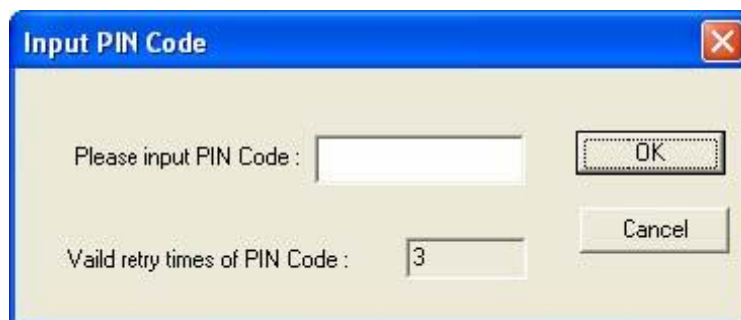 Input PIN Code
Please input PIN Code :
OK
Cancel
Vaild retry times of PIN Code :
3